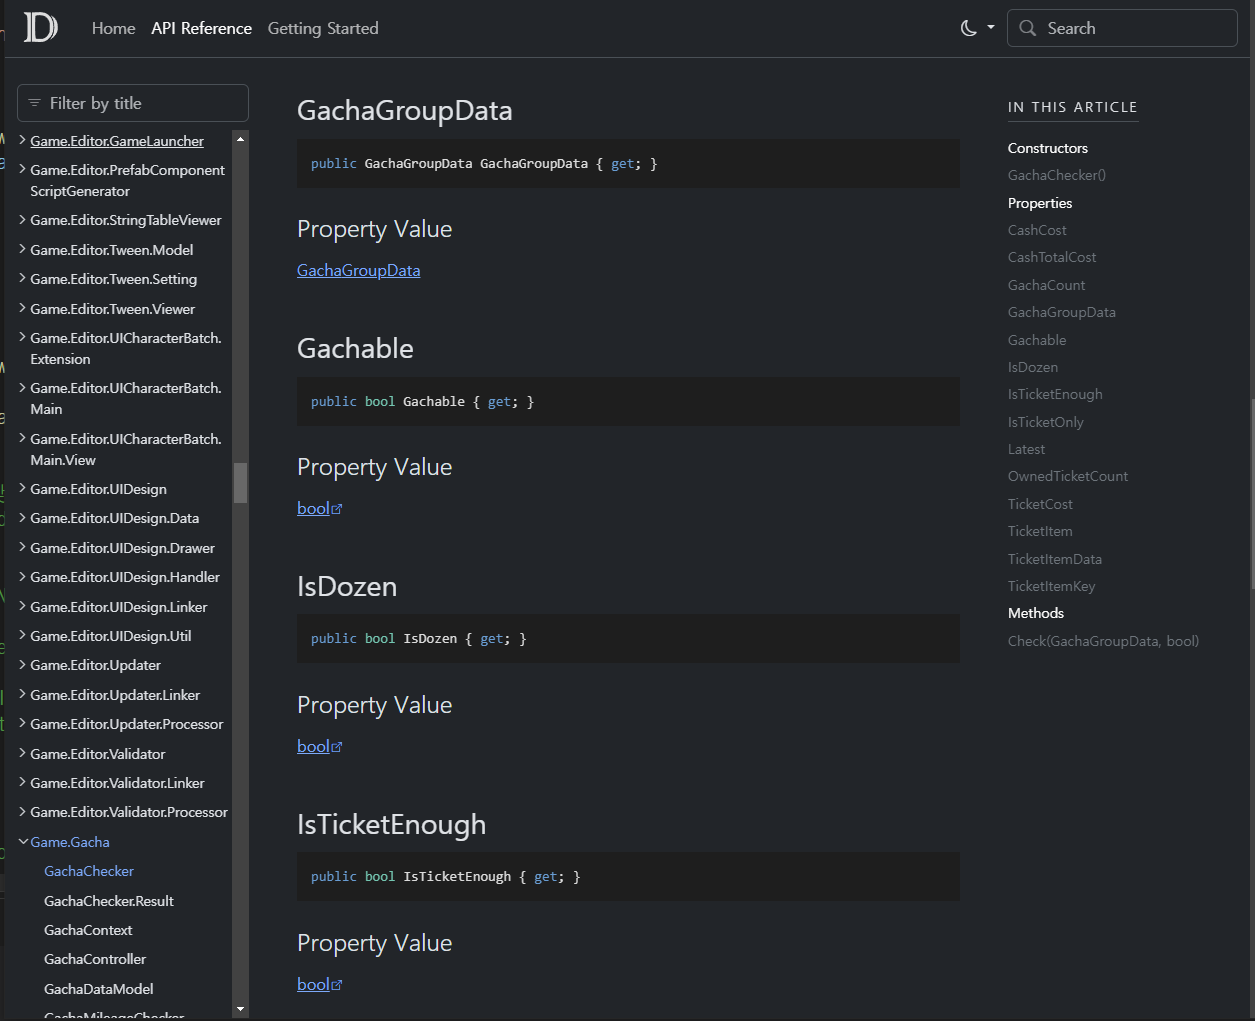 D
Home
API Reference
Getting Started
Search
Filter by title
Game.Editor.GameLauncher
Game.Editor.PrefabComponent
ScriptGenerator
Game.Editor.StringTableViewer
Game.Editor.Tween.Model
Game.Editor.Tween.Setting
Game.Editor.Tween.Viewer
Game.Editor.UICharacterBatch.
Extension
Game.Editor.UICharacterBatch.
Main
Game.Editor.UICharacterBatch.
Main.View
Game.Editor.UIDesign
Game.Editor.UIDesign.Data
Game.Editor.UIDesign.Drawer
Game.Editor.UIDesign.Handler
Game.Editor.UIDesign.Linker
Game.Editor.UIDesign.Util
Game.Editor.Updater
Game.Editor.Updater.Linker
Game.Editor.Updater.Processor
Game.Editor.Validator
Game.Editor.Validator.Linker
Game.Editor.Validator.Processor
Game.Gacha
GachaChecker
GachaChecker.Result
GachaContext
GachaController
GachaDataModel
GachaMileageChecker
GachaGroupData
public GachaGroupData GachaGroupData { get; }
Property Value
GachaGroupData
Gachable
public bool Gachable { get; }
Property Value
bool
IsDozen
public bool IsDozen { get; }
Property Value
bool
IsTicketEnough
public bool IsTicketEnough { get; }
Property Value
bool
IN THIS ARTICLE
Constructors
GachaChecker()
Properties
CashCost
CashTotalCost
GachaCount
GachaGroupData
Gachable
IsDozen
IsTicketEnough
IsTicketOnly
Latest
OwnedTicketCount
TicketCost
TicketItem
TicketItemData
TicketItemKey
Methods
Check(GachaGroupData, bool)